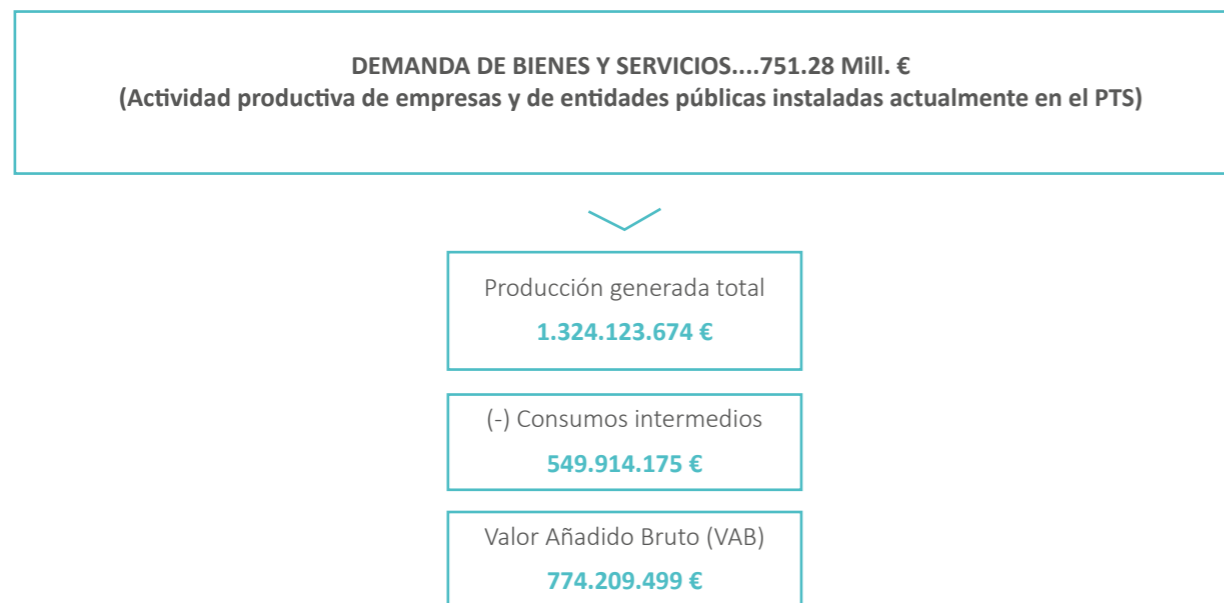 DEMANDA DE BIENES Y SERVICIOS....751.28 Mill. €
(Actividad productiva de empresas y de entidades públicas instaladas actualmente en el PTS)
Producción generada total
1.324.123.674 €
(-) Consumos intermedios
549.914.175 €
Valor Añadido Bruto (VAB)
774.209.499 €